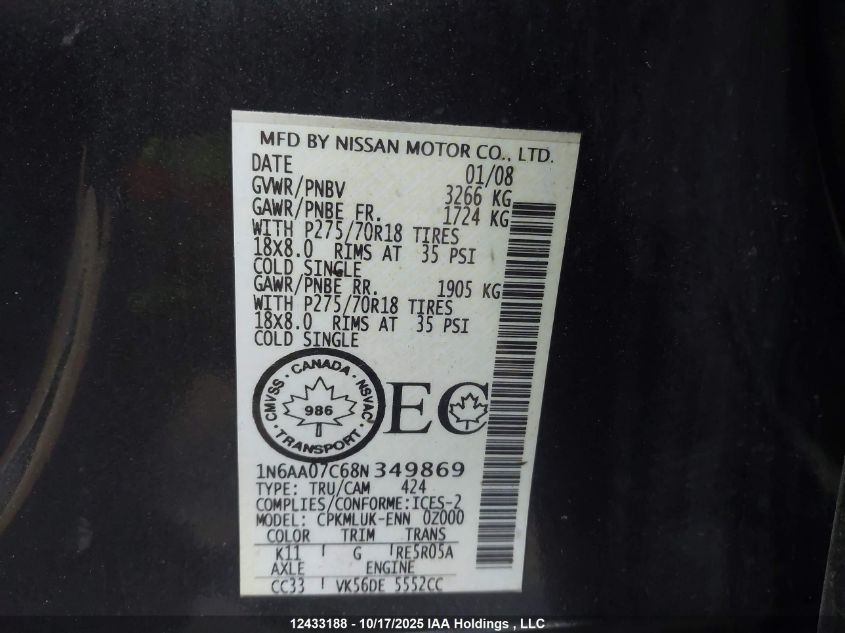 MFD BY NISSAN MOTOR CO., LTD.
DATE 01/08
GVWR/PNBV 3266 KG
GAWR/PNBE FR. 1724 KG
WITH P275/70R18 TIRES
18X8.0 RIMS AT 35 PSI
COLD SINGLE
GAWR/PNBE RR. 1905 KG
WITH P275/70R18 TIRES
18X8.0 RIMS AT 35 PSI
COLD SINGLE
CMVSS · CANADA · NSVAC · TRANSPORT ·
986
EC
1N6AA07C68N349869
TYPE: TRU/CAM 424
COMPLIES/CONFORME:ICES-2
MODEL: CPKMLUK-ENN 0Z000
COLOR TRIM TRANS
K11 G RE5R05A
AXLE ENGINE
CC33 VK56DE 5552CC
12433188 - 10/17/2025 IAA Holdings , LLC